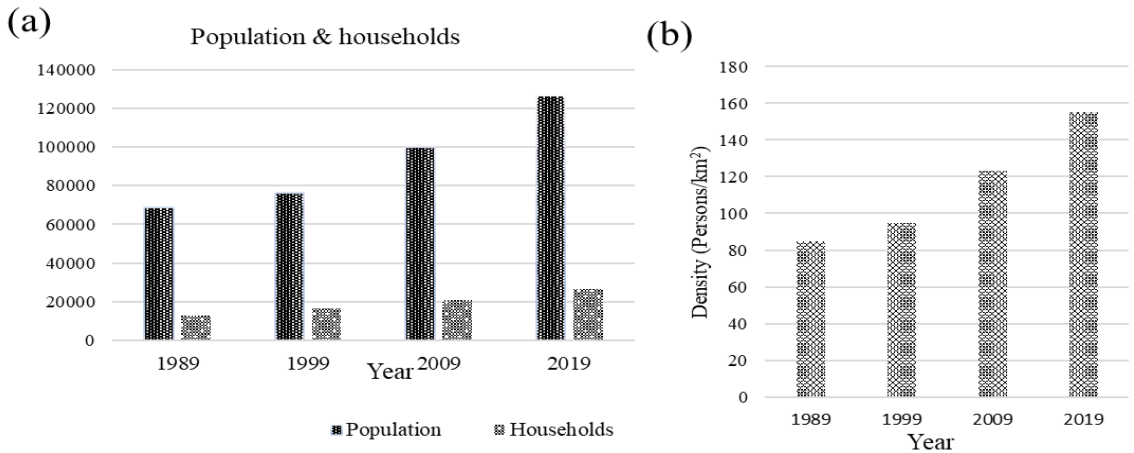 (a)
Population & households
140000
120000
100000
80000
60000
40000
20000
0
1989 1999 2009 2019
Year
Population Households
(b)
Density (Persons/km²)
180
160
140
120
100
80
60
40
20
0
1989 1999 2009 2019
Year